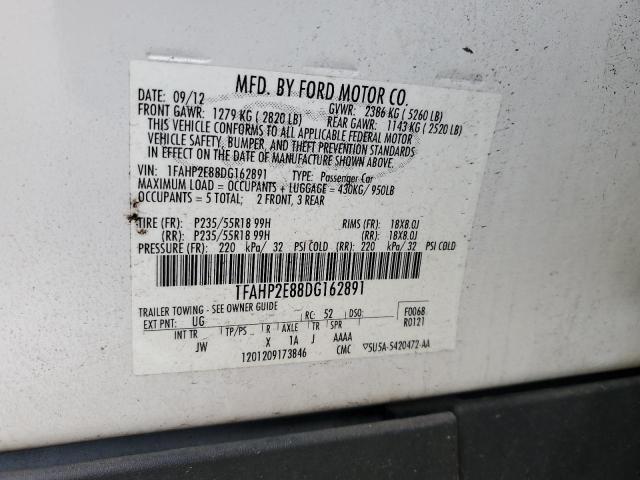 MFD. BY FORD MOTOR CO.
DATE: 09/12 GVWR: 2386 KG ( 5260 LB)
FRONT GAWR: 1279 KG ( 2820 LB) REAR GAWR: 1143 KG ( 2520 LB)
THIS VEHICLE CONFORMS TO ALL APPLICABLE FEDERAL MOTOR
VEHICLE SAFETY, BUMPER, AND THEFT PREVENTION STANDARDS
IN EFFECT ON THE DATE OF MANUFACTURE SHOWN ABOVE.
VIN: 1FAHP2E88DG162891 TYPE: Passenger Car
MAXIMUM LOAD = OCCUPANTS + LUGGAGE = 430KG/ 950LB
OCCUPANTS = 5 TOTAL; 2 FRONT, 3 REAR
TIRE (FR): P235/55R18 99H RIMS (FR): 18X8.0J
(RR): P235/55R18 99H (RR): 18X8.0J
PRESSURE (FR): 220 kPa/ 32 PSI COLD (RR): 220 kPa/ 32 PSI COLD
1FAHP2E88DG162891
TRAILER TOWING - SEE OWNER GUIDE
EXT PNT: UG RC: 52 DSO: F0068
INT TR TP/PS R AXLE TR SPR R0121
JW X 1A J AAAA
1201209173846 CMC ▽5U5A-5420472-AA